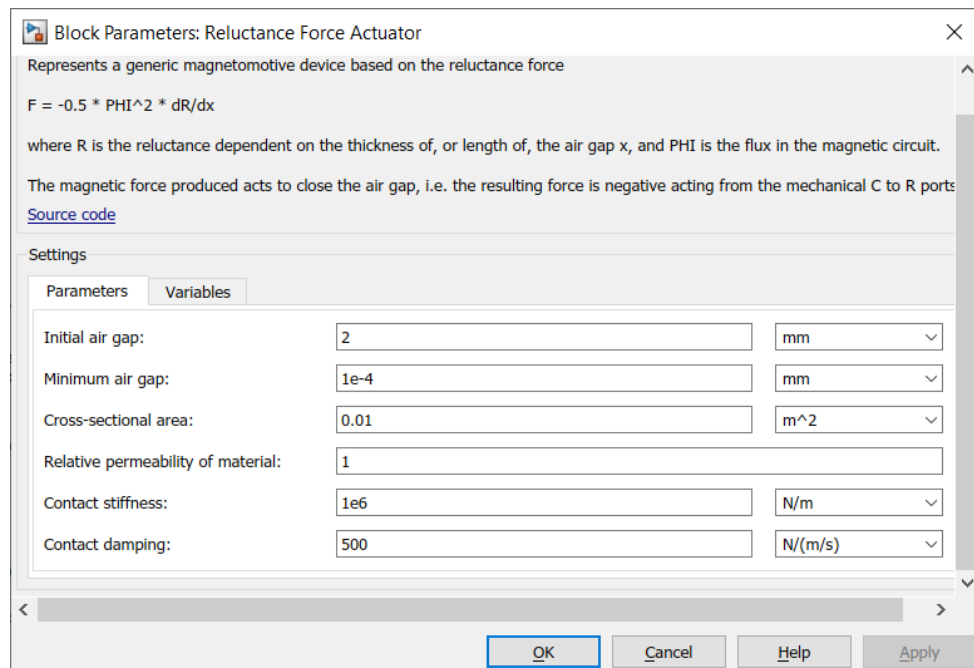 Block Parameters: Reluctance Force Actuator
Represents a generic magnetomotive device based on the reluctance force
F = -0.5 * PHI^2 * dR/dx
where R is the reluctance dependent on the thickness of, or length of, the air gap x, and PHI is the flux in the magnetic circuit.
The magnetic force produced acts to close the air gap, i.e. the resulting force is negative acting from the mechanical C to R ports
Source code
Settings
Parameters Variables
Initial air gap: 2 mm
Minimum air gap: 1e-4 mm
Cross-sectional area: 0.01 m^2
Relative permeability of material: 1
Contact stiffness: 1e6 N/m
Contact damping: 500 N/(m/s)
OK Cancel Help Apply